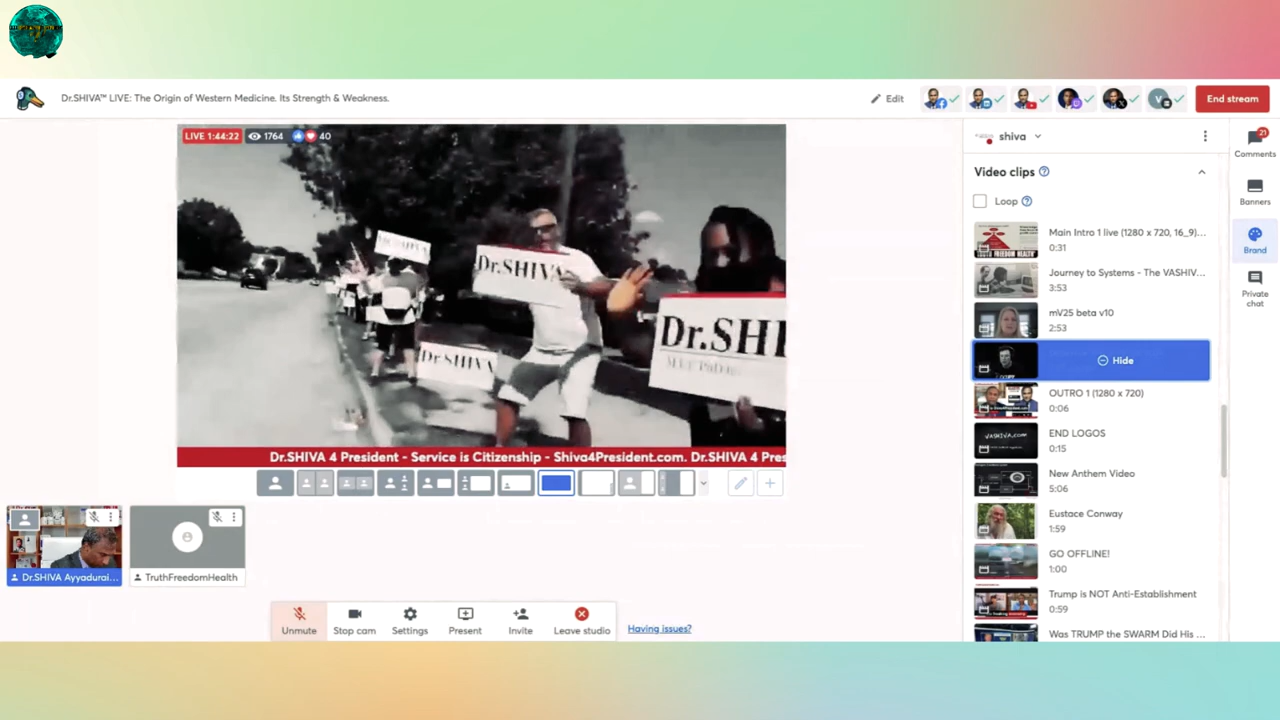 Dr.SHIVA™ LIVE: The Origin of Western Medicine. Its Strength & Weakness.
Edit
V
End stream
LIVE 1:44:22
1764
40
Dr.SHIVA
Dr.SHIVA
Dr.SHI
Dr.SHIVA 4 President - Service is Citizenship - Shiva4President.com. Dr.SHIVA 4 Pres
shiva
Video clips
Loop
Main Intro 1 live (1280 x 720, 16_9)...
0:31
Journey to Systems - The VASHIV...
3:53
mV25 beta v10
2:53
Hide
OUTRO 1 (1280 x 720)
0:06
VASHIVA.com
END LOGOS
0:15
New Anthem Video
5:06
Eustace Conway
1:59
GO OFFLINE!
1:00
Trump is NOT Anti-Establishment
0:59
Was TRUMP the SWARM Did His ...
21
Comments
Banners
Brand
Private
chat
Dr.SHIVA Ayyadurai...
TruthFreedomHealth
Unmute
Stop cam
Settings
Present
Invite
Leave studio
Having issues?